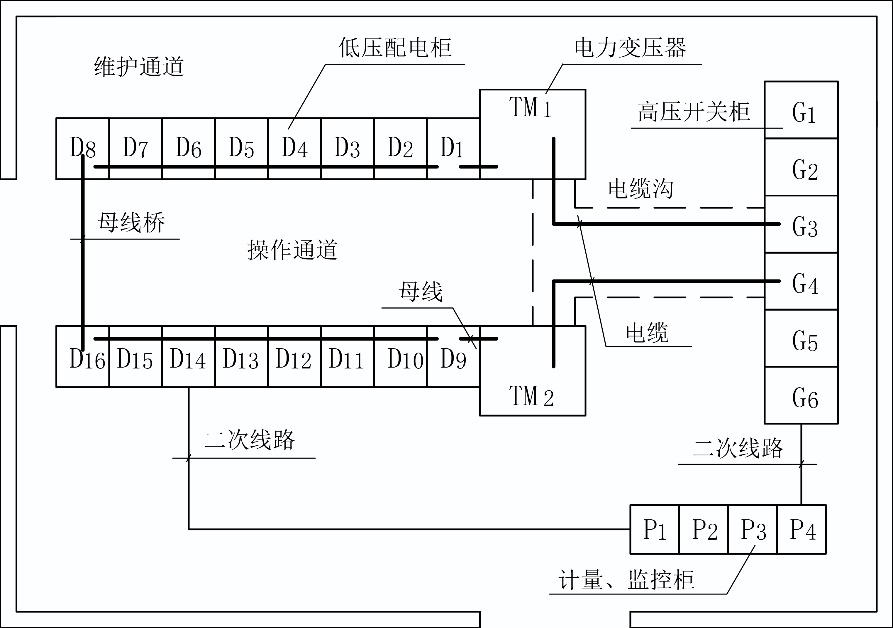 低压配电柜
电力变压器
维护通道
高压开关柜
TM1
G1
D8 D7 D6 D5 D4 D3 D2 D1
G2
电缆沟
母线桥
G3
操作通道
G4
母线
电缆
G5
D16 D15 D14 D13 D12 D11 D10 D9
TM2
G6
二次线路
二次线路
P1 P2 P3 P4
计量、监控柜